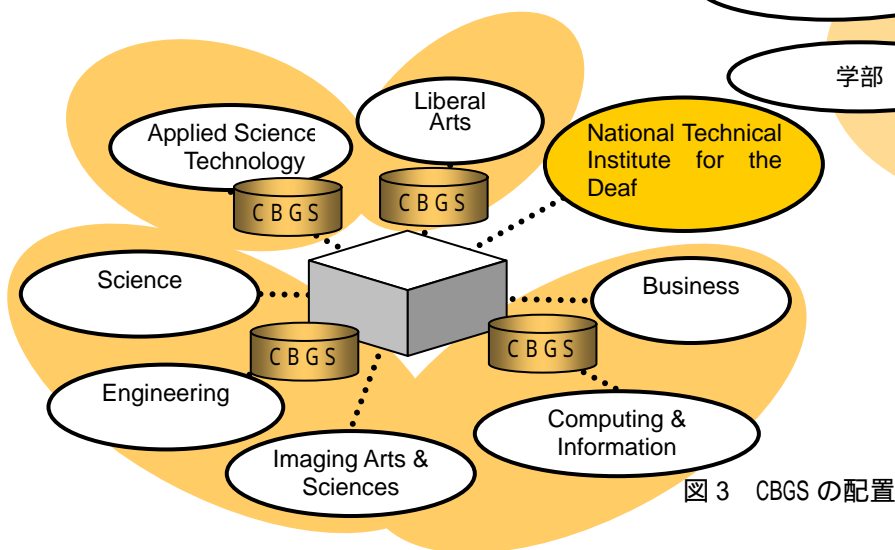 学部
Liberal
Arts
Applied Science
Technology
National Technical
Institute for the
Deaf
CBGS
CBGS
Science
Business
CBGS
CBGS
Engineering
Computing &
Information
Imaging Arts &
Sciences
図 3 CBGS の配置